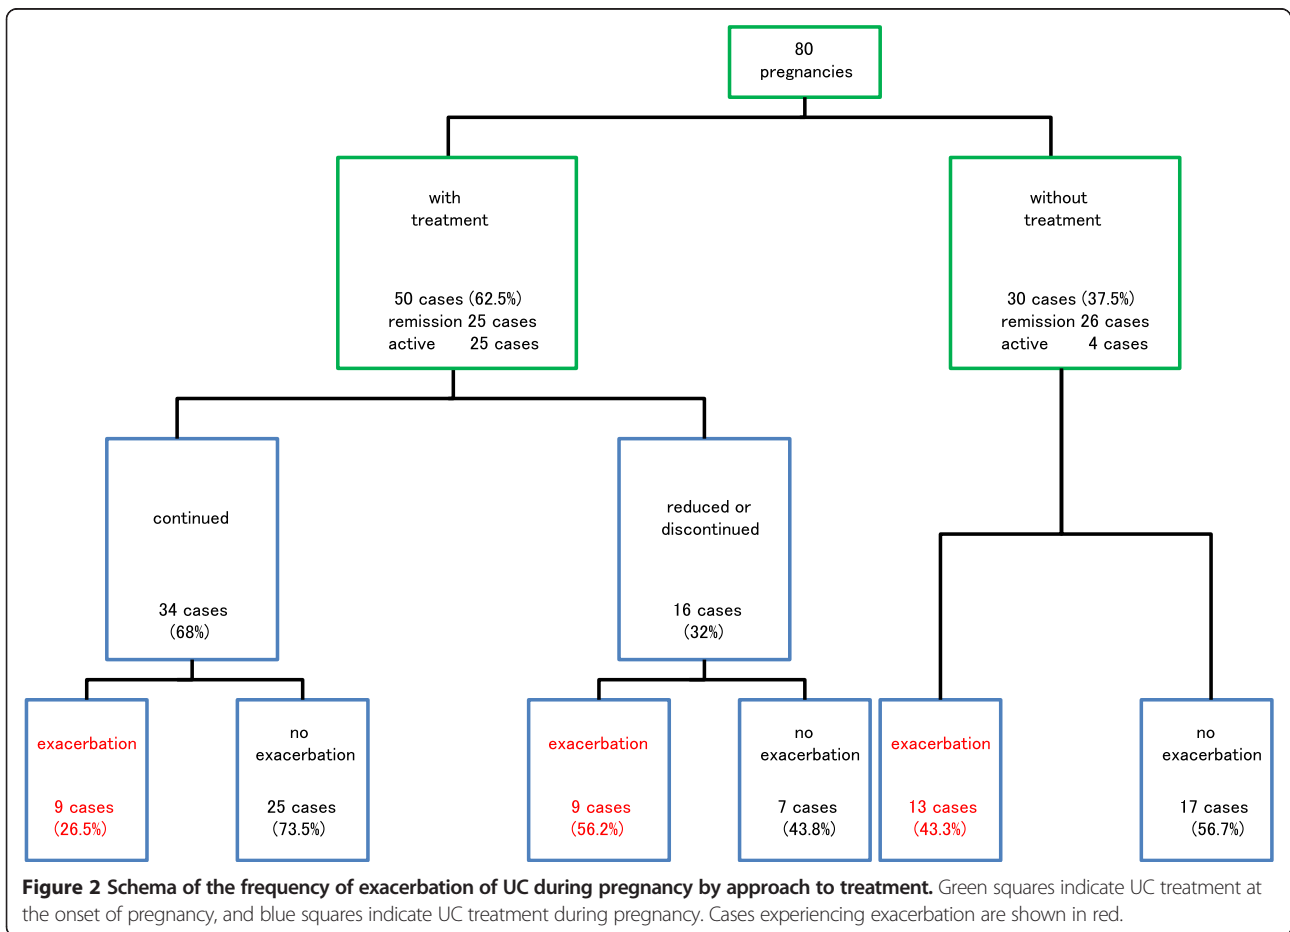 80
pregnancies
with
treatment
50 cases (62.5%)
remission 25 cases
active 25 cases
without
treatment
30 cases (37.5%)
remission 26 cases
active 4 cases
continued
34 cases
(68%)
reduced or
discontinued
16 cases
(32%)
exacerbation
9 cases
(26.5%)
no
exacerbation
25 cases
(73.5%)
exacerbation
9 cases
(56.2%)
no
exacerbation
7 cases
(43.8%)
exacerbation
13 cases
(43.3%)
no
exacerbation
17 cases
(56.7%)
Figure 2 Schema of the frequency of exacerbation of UC during pregnancy by approach to treatment. Green squares indicate UC treatment at
the onset of pregnancy, and blue squares indicate UC treatment during pregnancy. Cases experiencing exacerbation are shown in red.